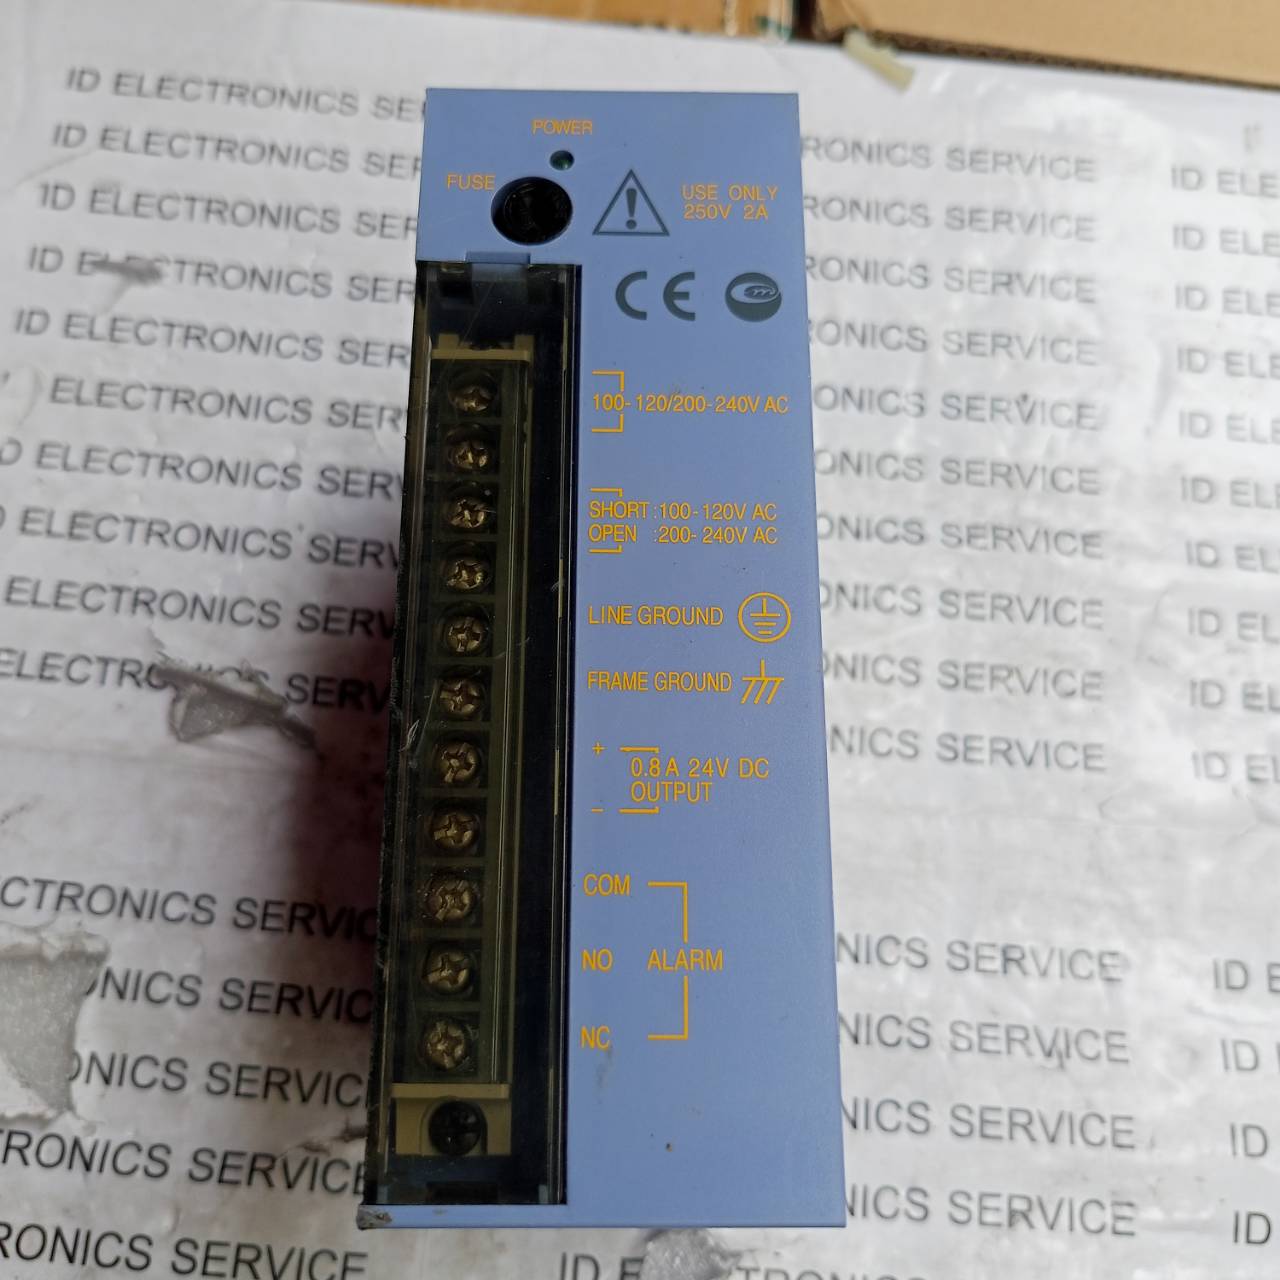 ID ELECTRONICS SERVICE
POWER
FUSE
USE ONLY
250V 2A
CE
100-120/200-240V AC
SHORT :100-120V AC
OPEN :200-240V AC
LINE GROUND
FRAME GROUND
+
0.8A 24V DC
OUTPUT
-
COM
NO ALARM
NC